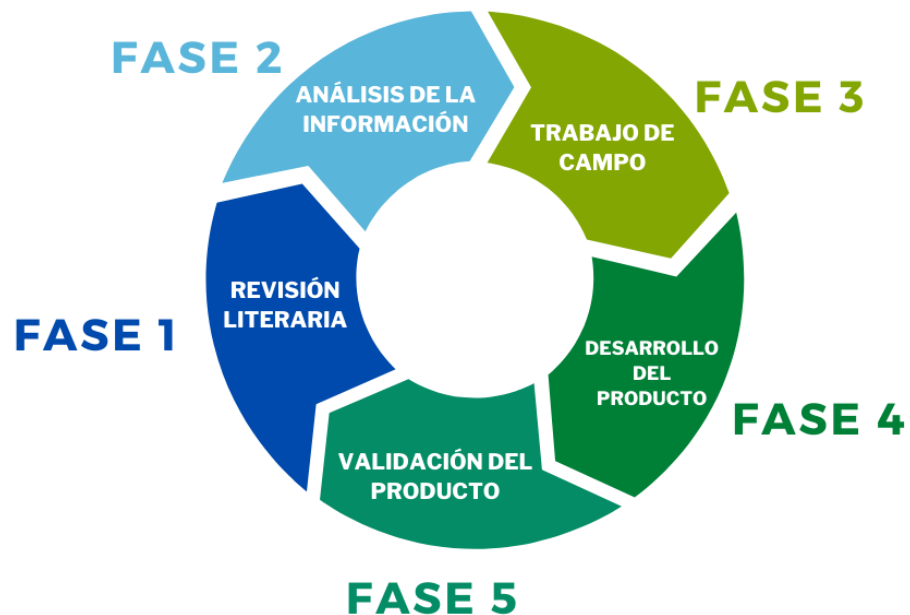 FASE 1
REVISIÓN
LITERARIA
FASE 2
ANÁLISIS DE LA
INFORMACIÓN
FASE 3
TRABAJO DE
CAMPO
FASE 4
DESARROLLO
DEL
PRODUCTO
FASE 5
VALIDACIÓN DEL
PRODUCTO